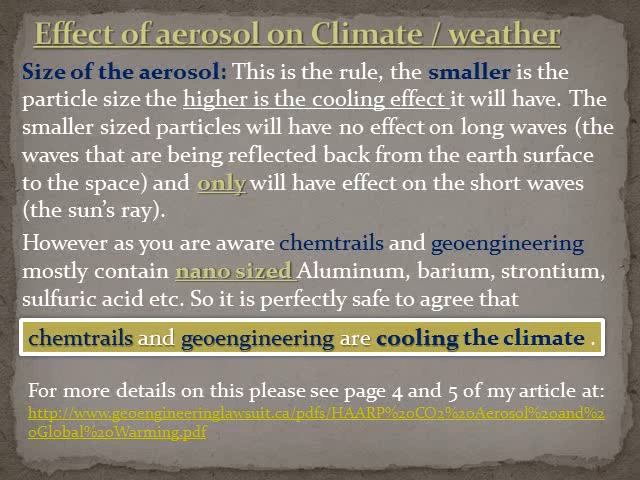 Effect of aerosol on Climate / weather
Size of the aerosol: This is the rule, the smaller is the
particle size the higher is the cooling effect it will have. The
smaller sized particles will have no effect on long waves (the
waves that are being reflected back from the earth surface
to the space) and only will have effect on the short waves
(the sun's ray).
However as you are aware chemtrails and geoengineering
mostly contain nano sized Aluminum, barium, strontium,
sulfuric acid etc. So it is perfectly safe to agree that
chemtrails and geoengineering are cooling the climate .
For more details on this please see page 4 and 5 of my article at:
http://www.geoengineeringlawsuit.ca/pdfs/HAARP%20CO2%20Aerosol%20and%2
0Global%20Warming.pdf